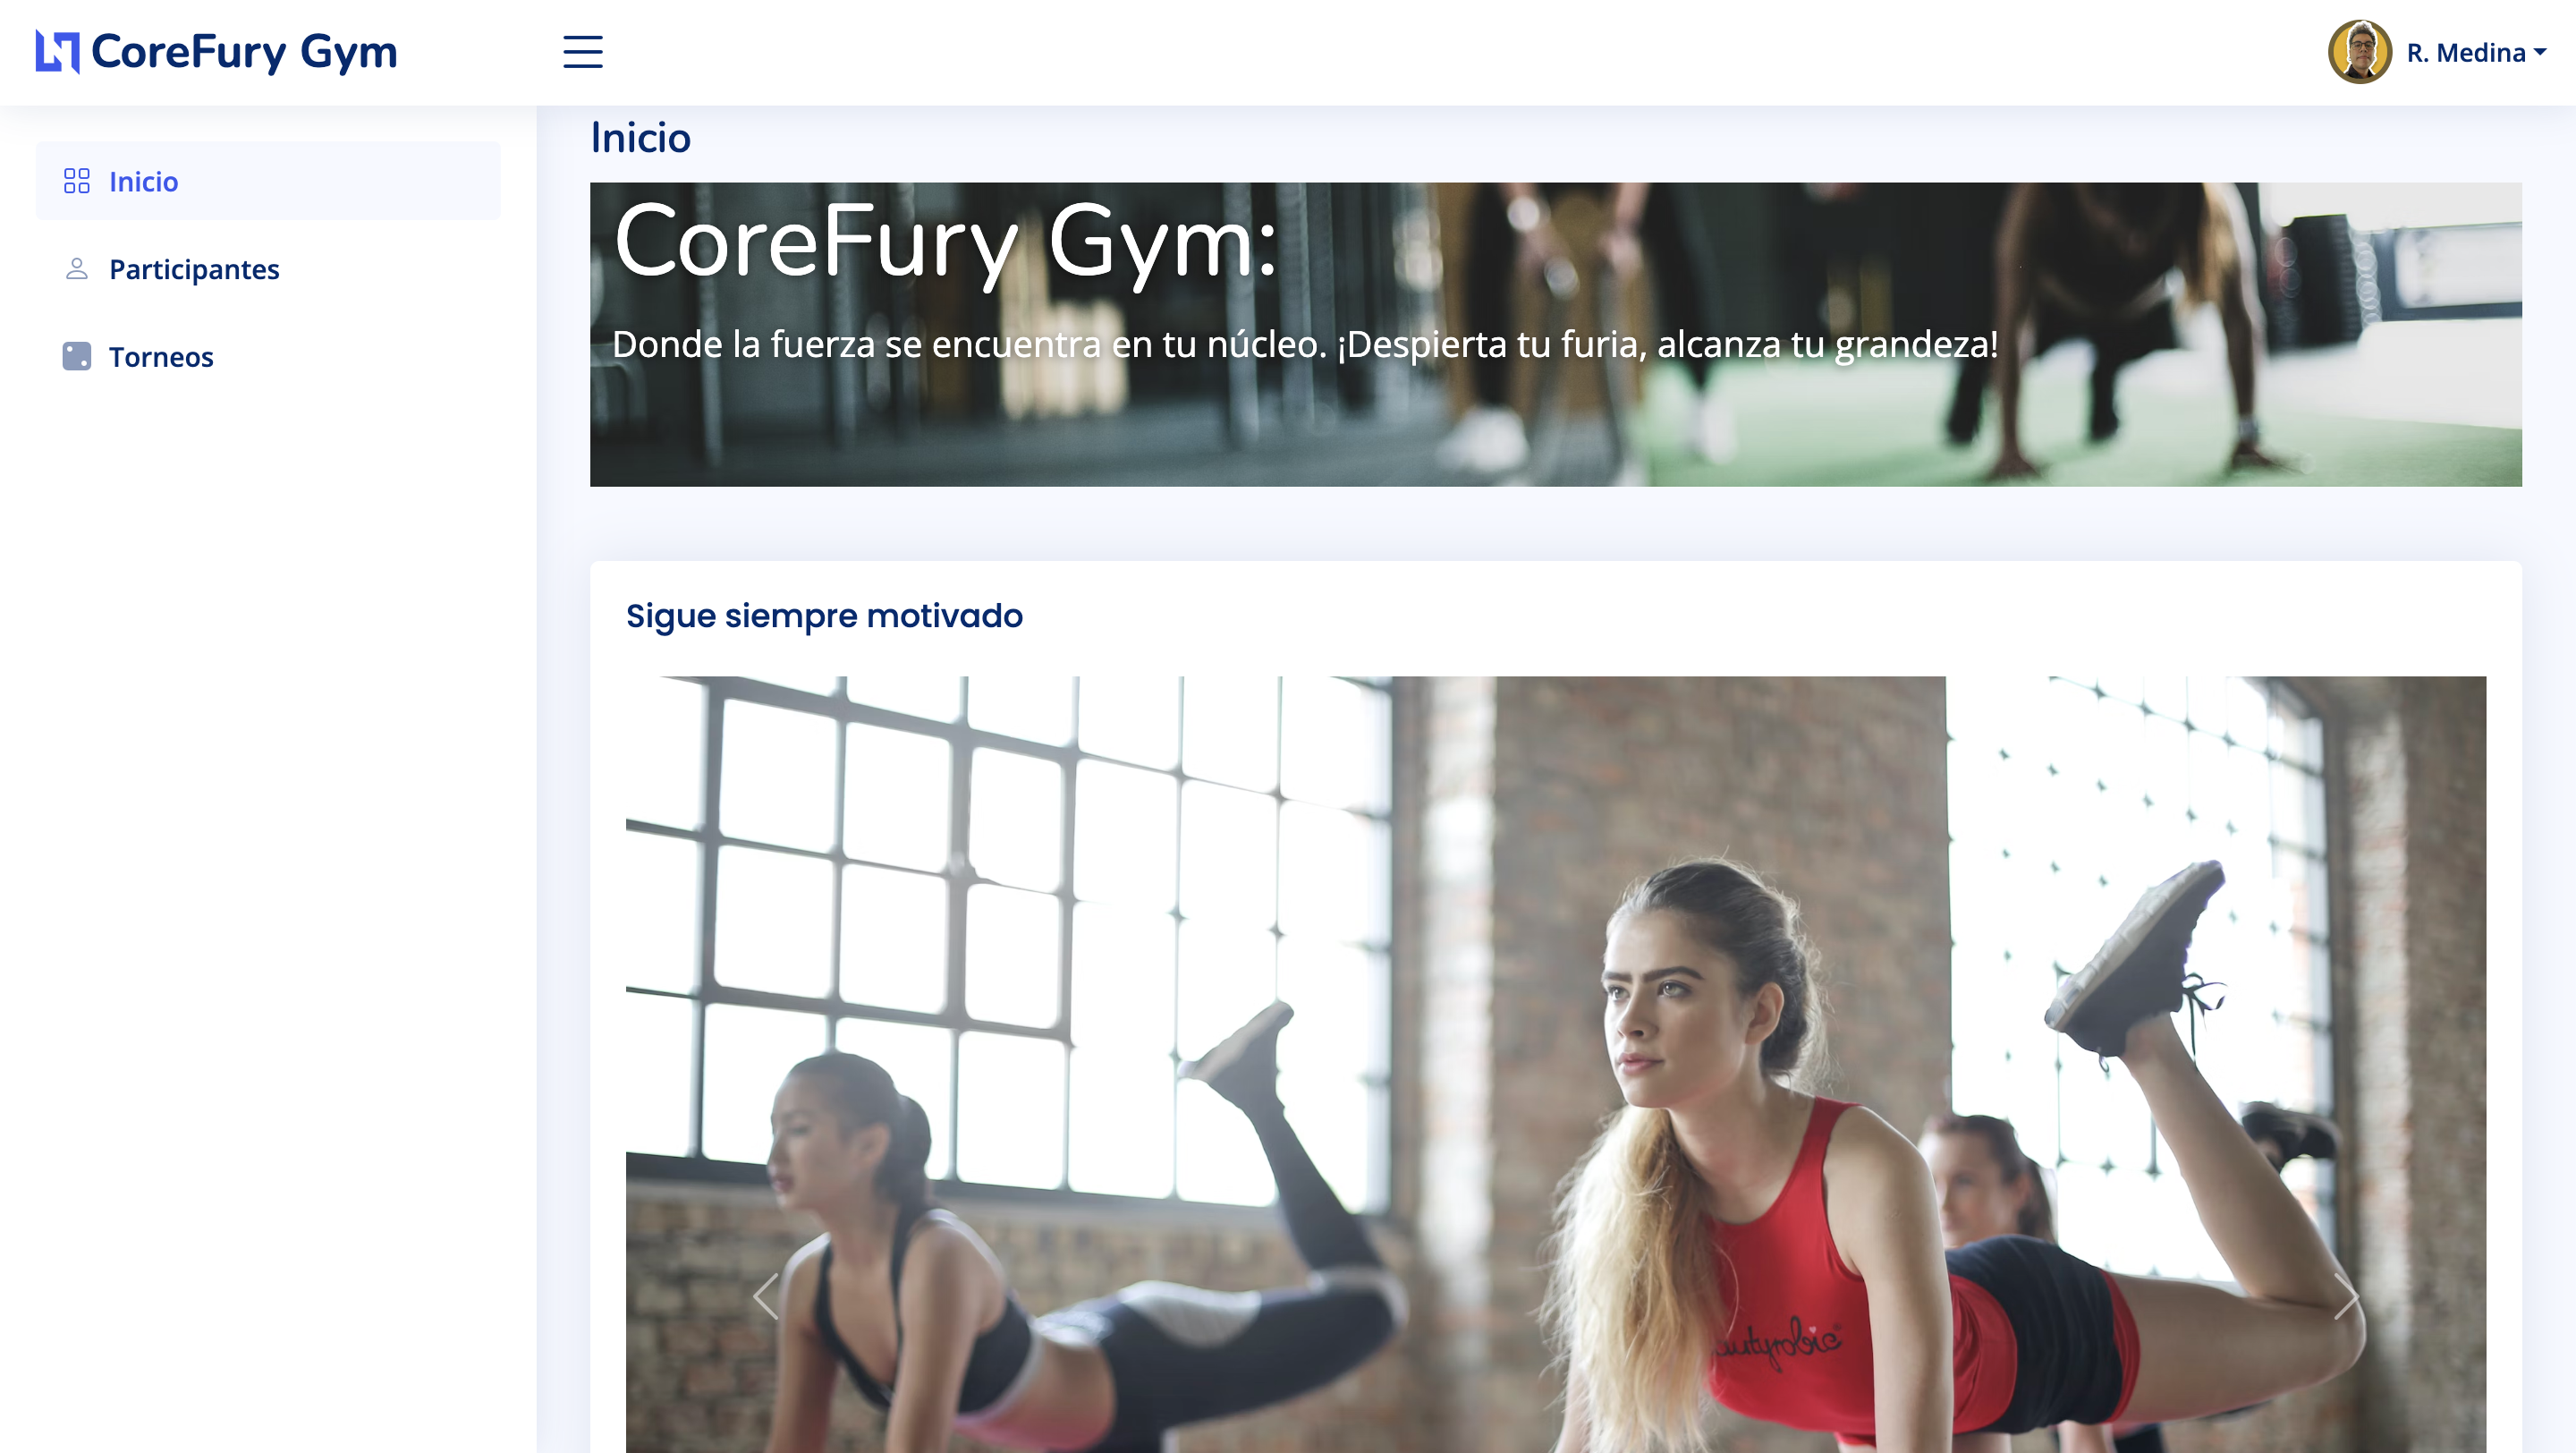 CoreFury Gym
R. Medina
Inicio
Participantes
Torneos
Inicio
CoreFury Gym:
Donde la fuerza se encuentra en tu núcleo. ¡Despierta tu furia, alcanza tu grandeza!
Sigue siempre motivado